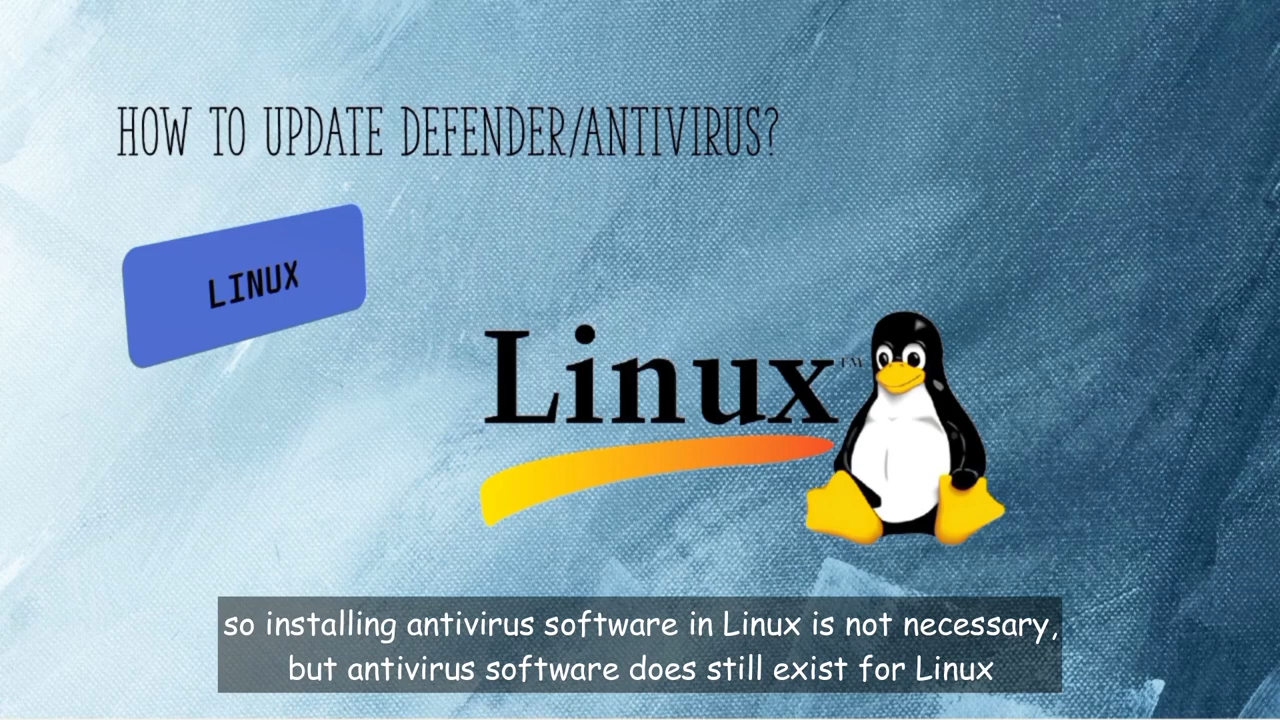 HOW TO UPDATE DEFENDER/ANTIVIRUS?
LINUX
Linux™
so installing antivirus software in Linux is not necessary,
but antivirus software does still exist for Linux